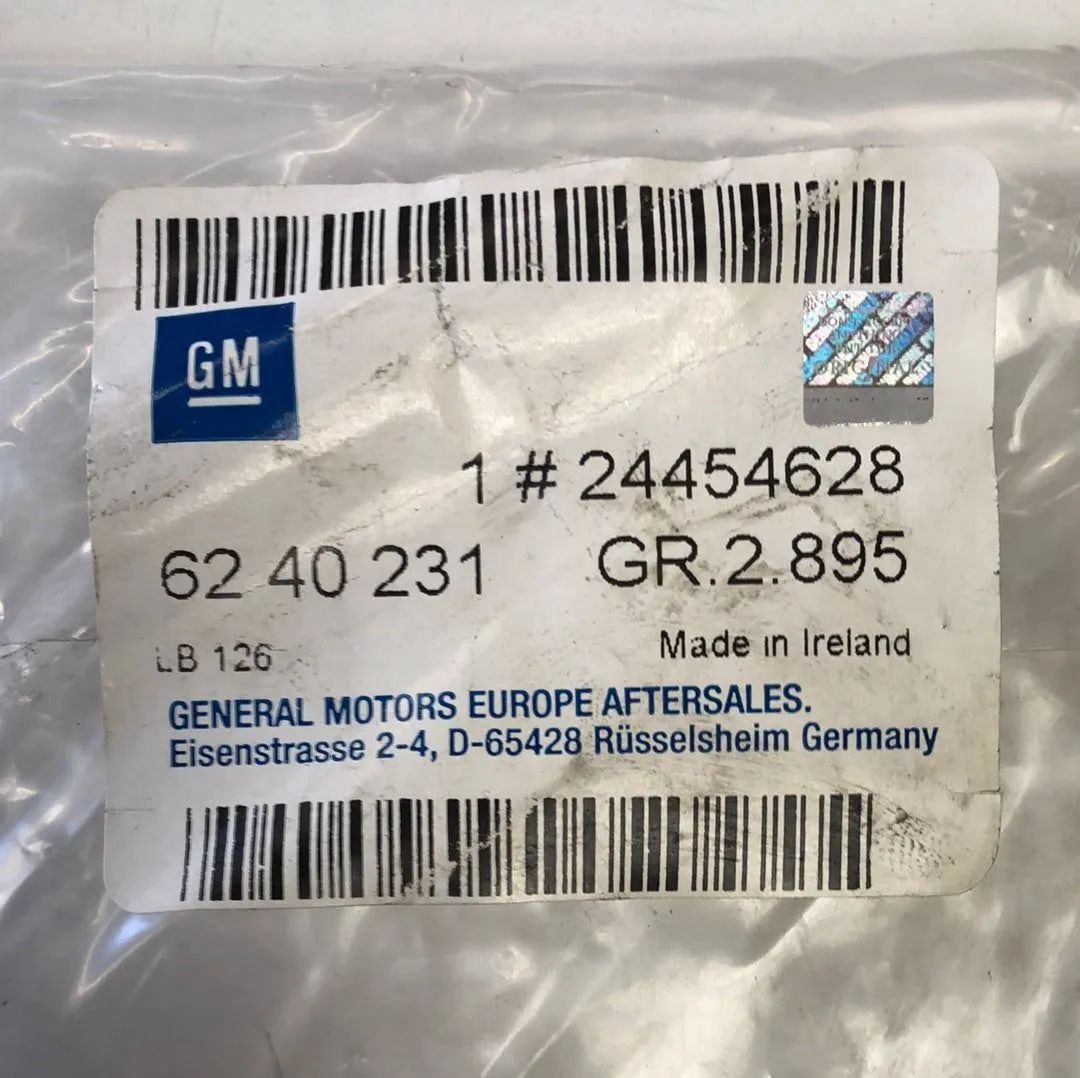 GM
1 # 24454628
62 40 231 GR.2.895
LB 126 Made in Ireland
GENERAL MOTORS EUROPE AFTERSALES.
Eisenstrasse 2-4, D-65428 Rüsselsheim Germany